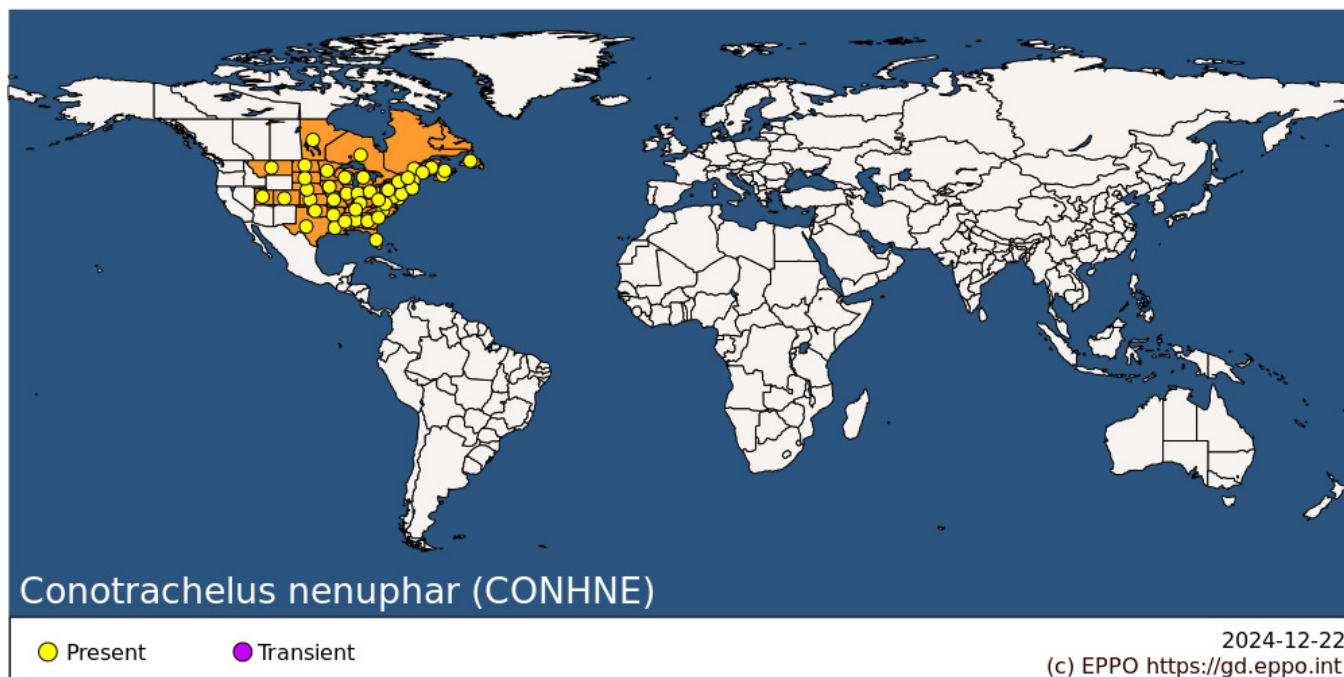 Conotrachelus nenuphar (CONHNE)
Present
Transient
2024-12-22
(c) EPPO https://gd.eppo.int